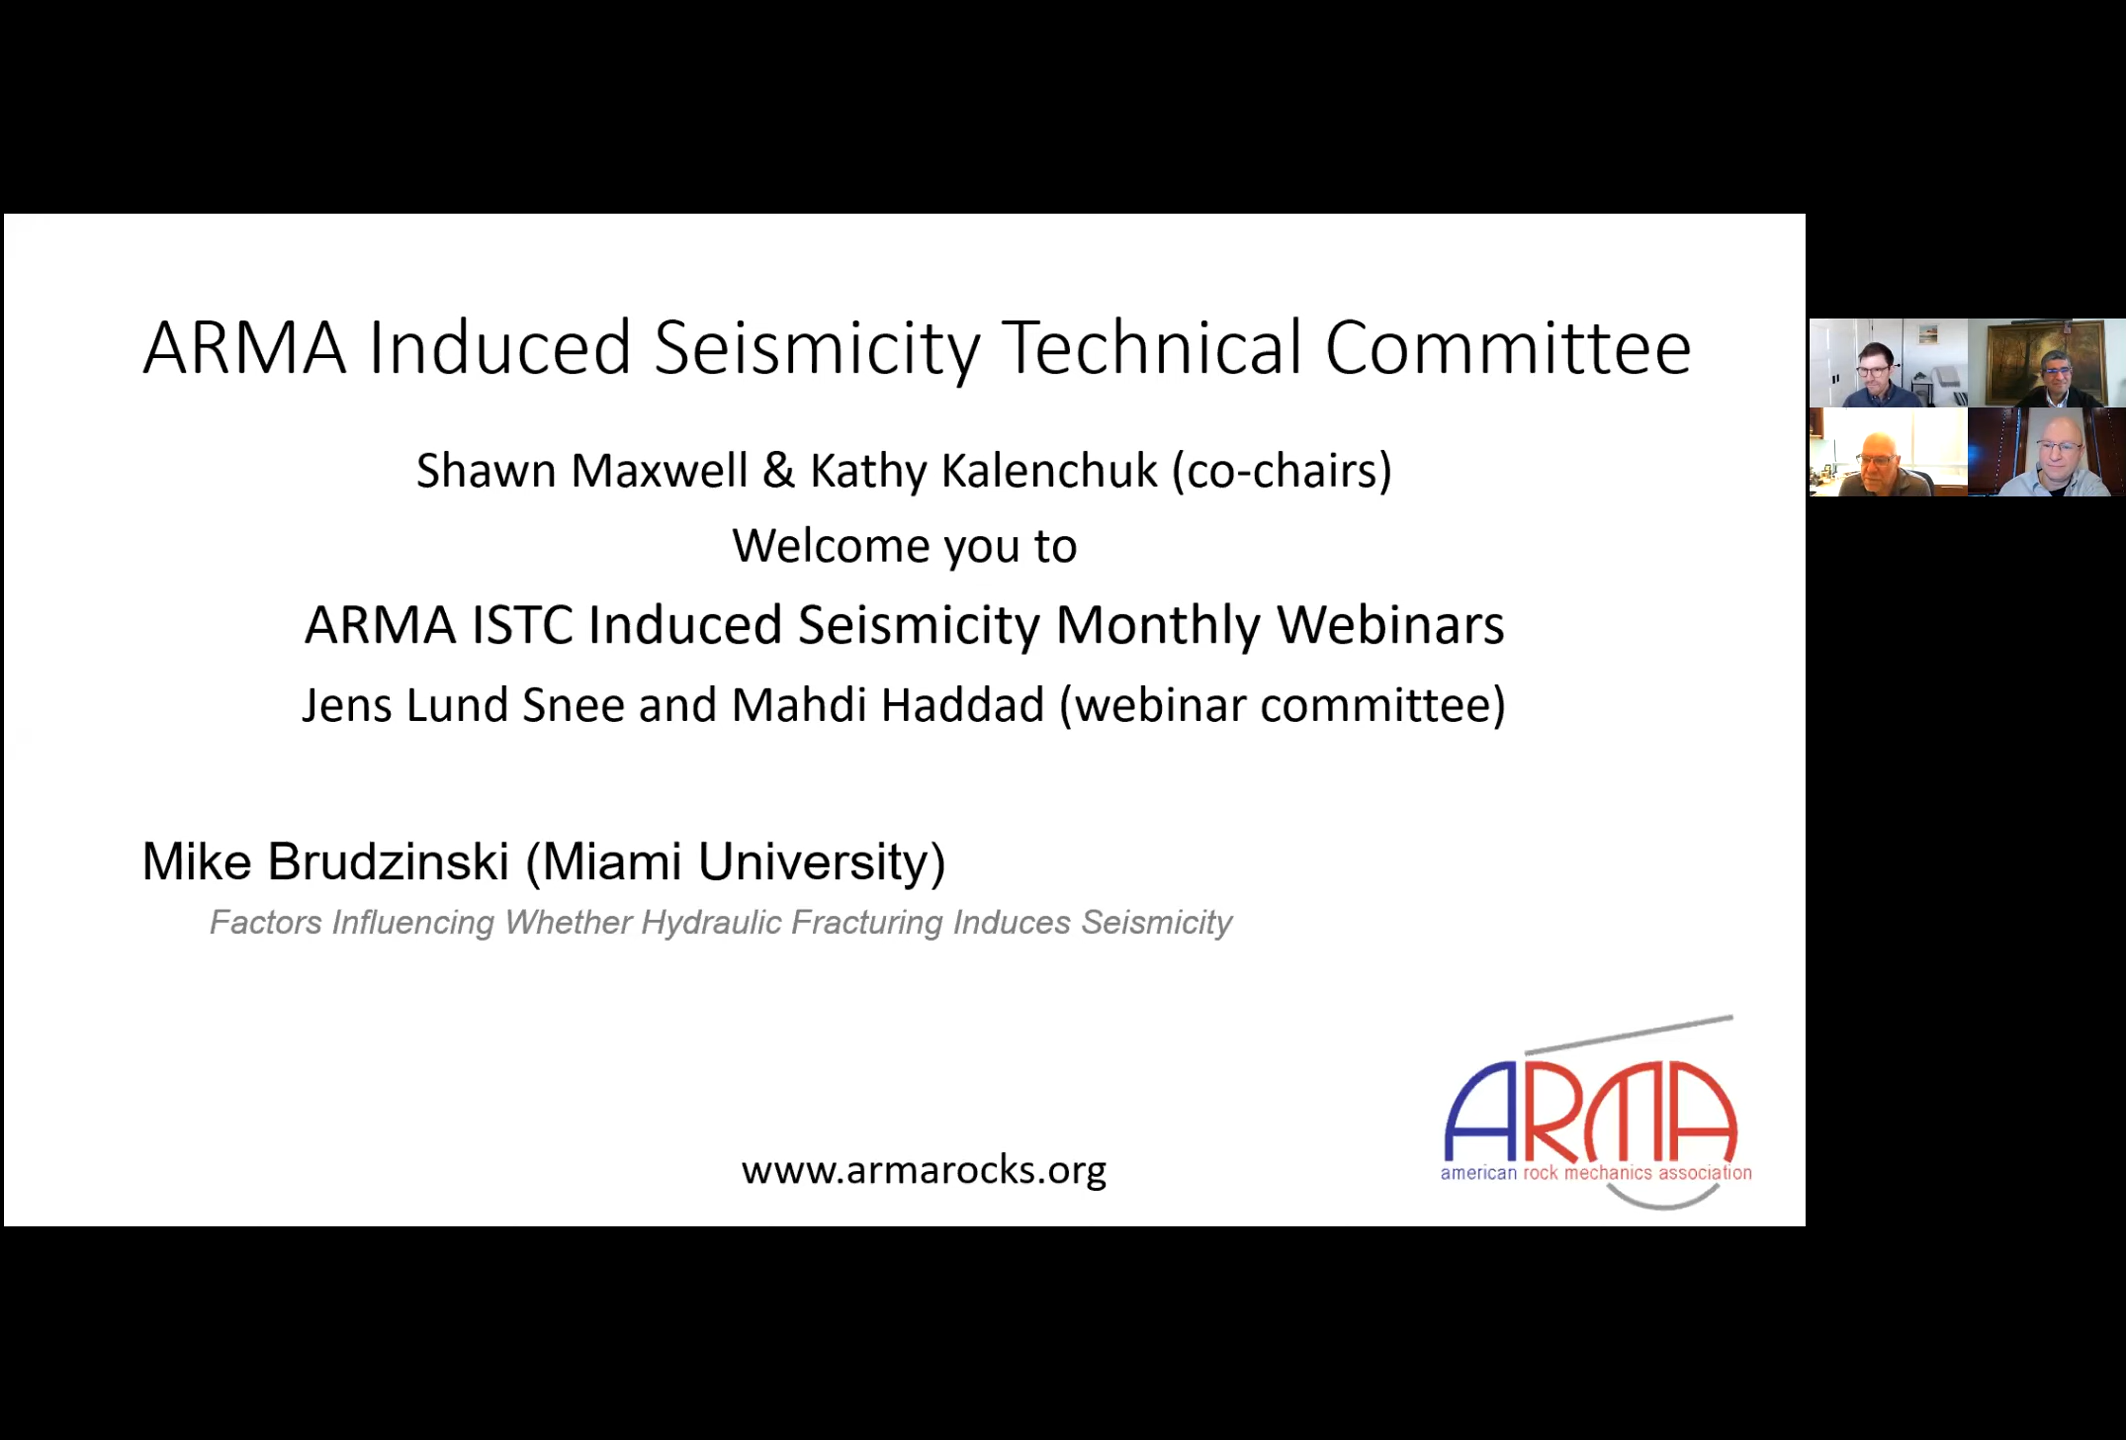 ARMA Induced Seismicity Technical Committee
Shawn Maxwell & Kathy Kalenchuk (co-chairs)
Welcome you to
ARMA ISTC Induced Seismicity Monthly Webinars
Jens Lund Snee and Mahdi Haddad (webinar committee)
Mike Brudzinski (Miami University)
Factors Influencing Whether Hydraulic Fracturing Induces Seismicity
www.armarocks.org
ARMA
american rock mechanics association